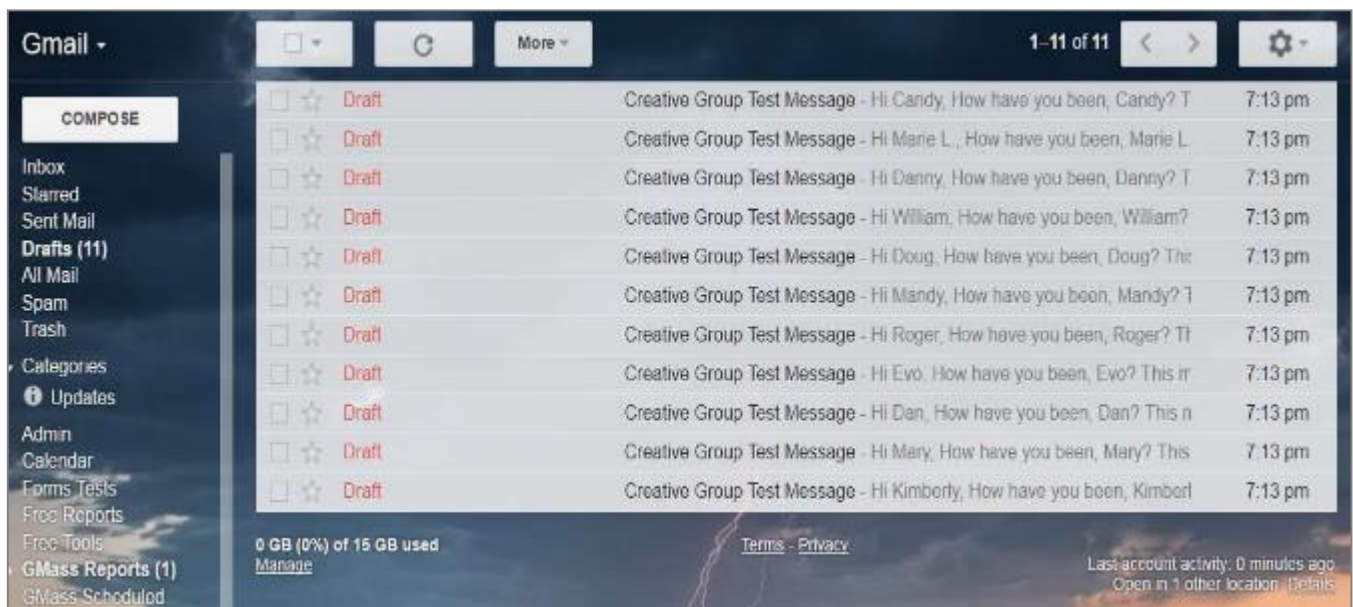 Gmail
More
1–11 of 11
COMPOSE
Inbox
Starred
Sent Mail
Drafts (11)
All Mail
Spam
Trash
Categories
Updates
Admin
Calendar
Forms Tests
Free Reports
Free Tools
GMass Reports (1)
GMass Scheduled
Draft Creative Group Test Message - Hi Candy, How have you been, Candy? T 7:13 pm
Draft Creative Group Test Message - Hi Marie L., How have you been, Marie L. 7:13 pm
Draft Creative Group Test Message - Hi Danny, How have you been, Danny? T 7:13 pm
Draft Creative Group Test Message - Hi William, How have you been, William? 7:13 pm
Draft Creative Group Test Message - Hi Doug, How have you been, Doug? This 7:13 pm
Draft Creative Group Test Message - Hi Mandy, How have you been, Mandy? T 7:13 pm
Draft Creative Group Test Message - Hi Roger, How have you been, Roger? Th 7:13 pm
Draft Creative Group Test Message - Hi Evo, How have you been, Evo? This m 7:13 pm
Draft Creative Group Test Message - Hi Dan, How have you been, Dan? This n 7:13 pm
Draft Creative Group Test Message - Hi Mary, How have you been, Mary? This 7:13 pm
Draft Creative Group Test Message - Hi Kimberly, How have you been, Kimberl 7:13 pm
0 GB (0%) of 15 GB used
Manage
Terms - Privacy
Last account activity: 0 minutes ago
Open in 1 other location Details